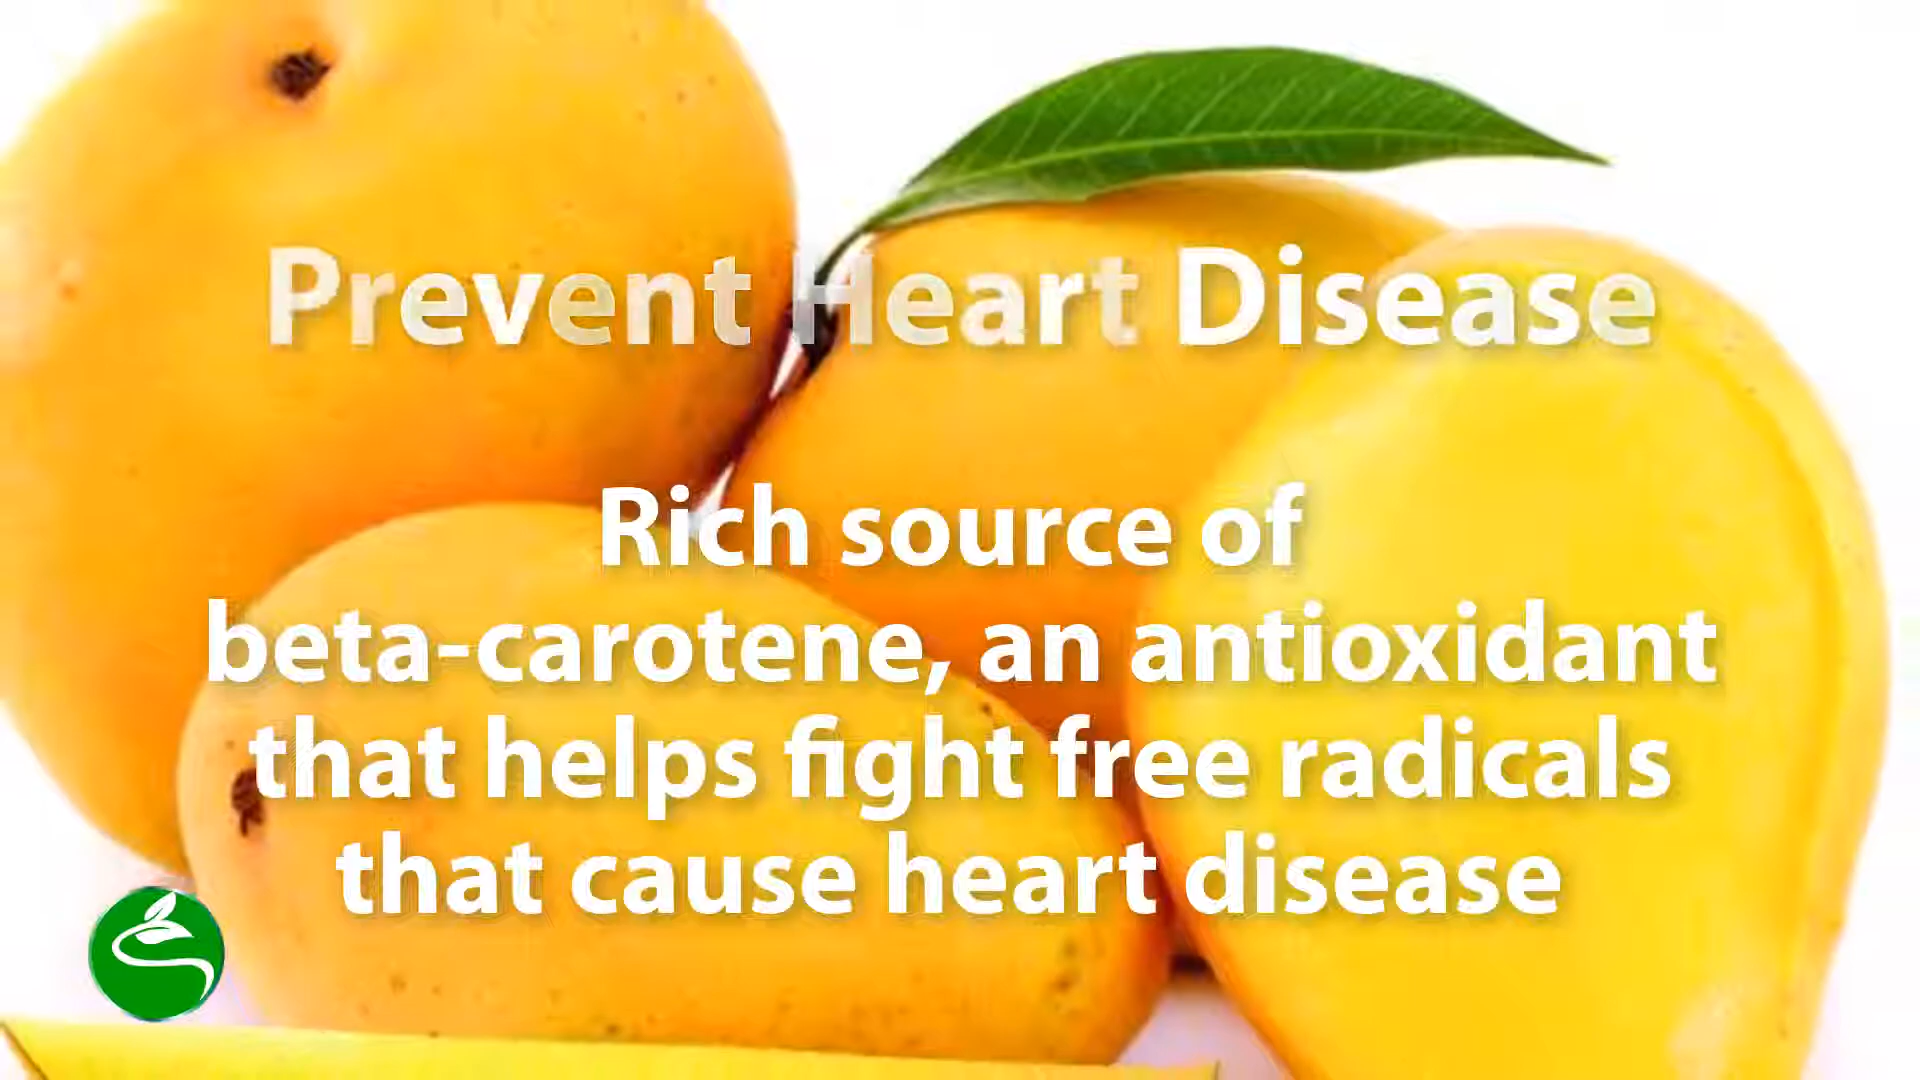 Prevent Heart Disease
Rich source of
beta-carotene, an antioxidant
that helps fight free radicals
that cause heart disease